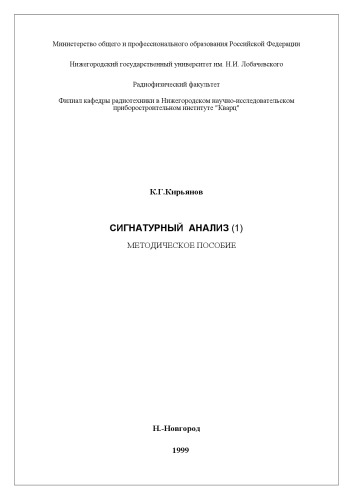 Министерство общего и профессионального образования Российской Федерации
Нижегородский государственный университет им. Н.И. Лобачевского
Радиофизический факультет
Филиал кафедры радиотехники в Нижегородском научно-исследовательском
приборостроительном институте "Кварц"
К.Г.Кирьянов
СИГНАТУРНЫЙ АНАЛИЗ (1)
МЕТОДИЧЕСКОЕ ПОСОБИЕ
Н.-Новгород
1999